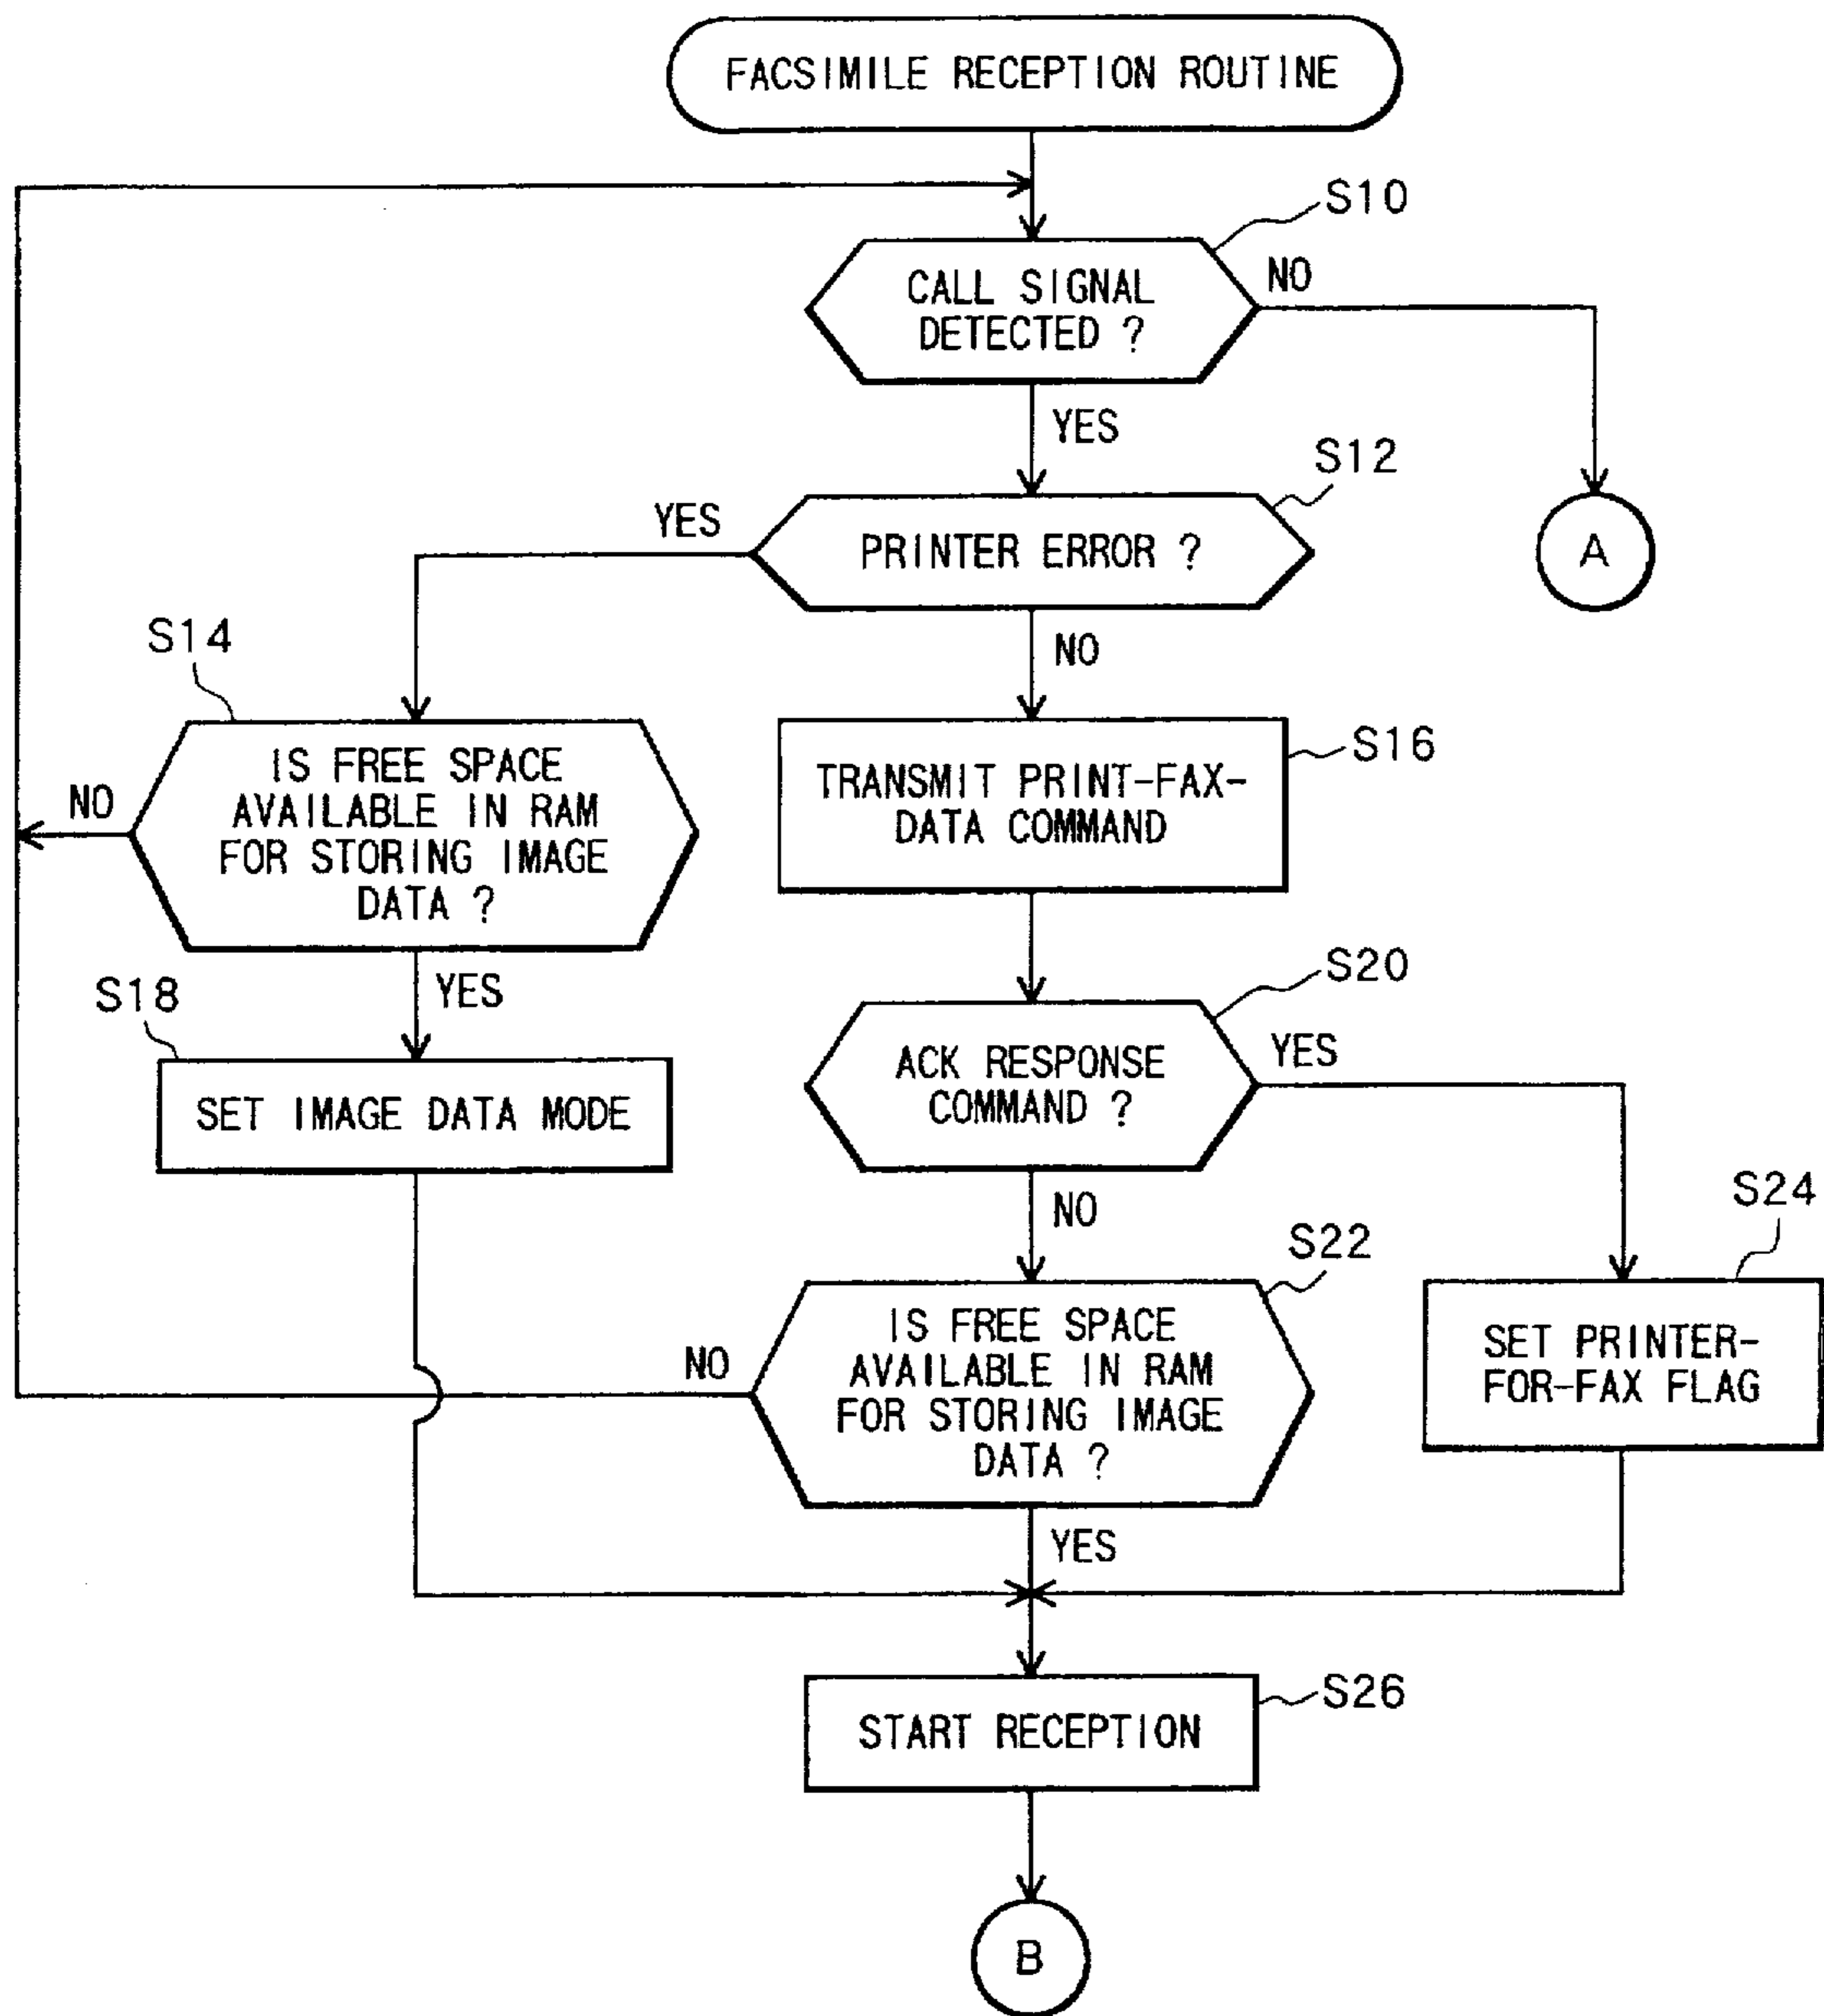 FACSIMILE RECEPTION ROUTINE
S10
CALL SIGNAL
DETECTED ?
NO
YES
S12
PRINTER ERROR ?
YES
NO
A
S14
IS FREE SPACE
AVAILABLE IN RAM
FOR STORING IMAGE
DATA ?
NO
YES
S16
TRANSMIT PRINT-FAX-
DATA COMMAND
S18
SET IMAGE DATA MODE
S20
ACK RESPONSE
COMMAND ?
YES
NO
S22
IS FREE SPACE
AVAILABLE IN RAM
FOR STORING IMAGE
DATA ?
NO
YES
S24
SET PRINTER-
FOR-FAX FLAG
S26
START RECEPTION
B